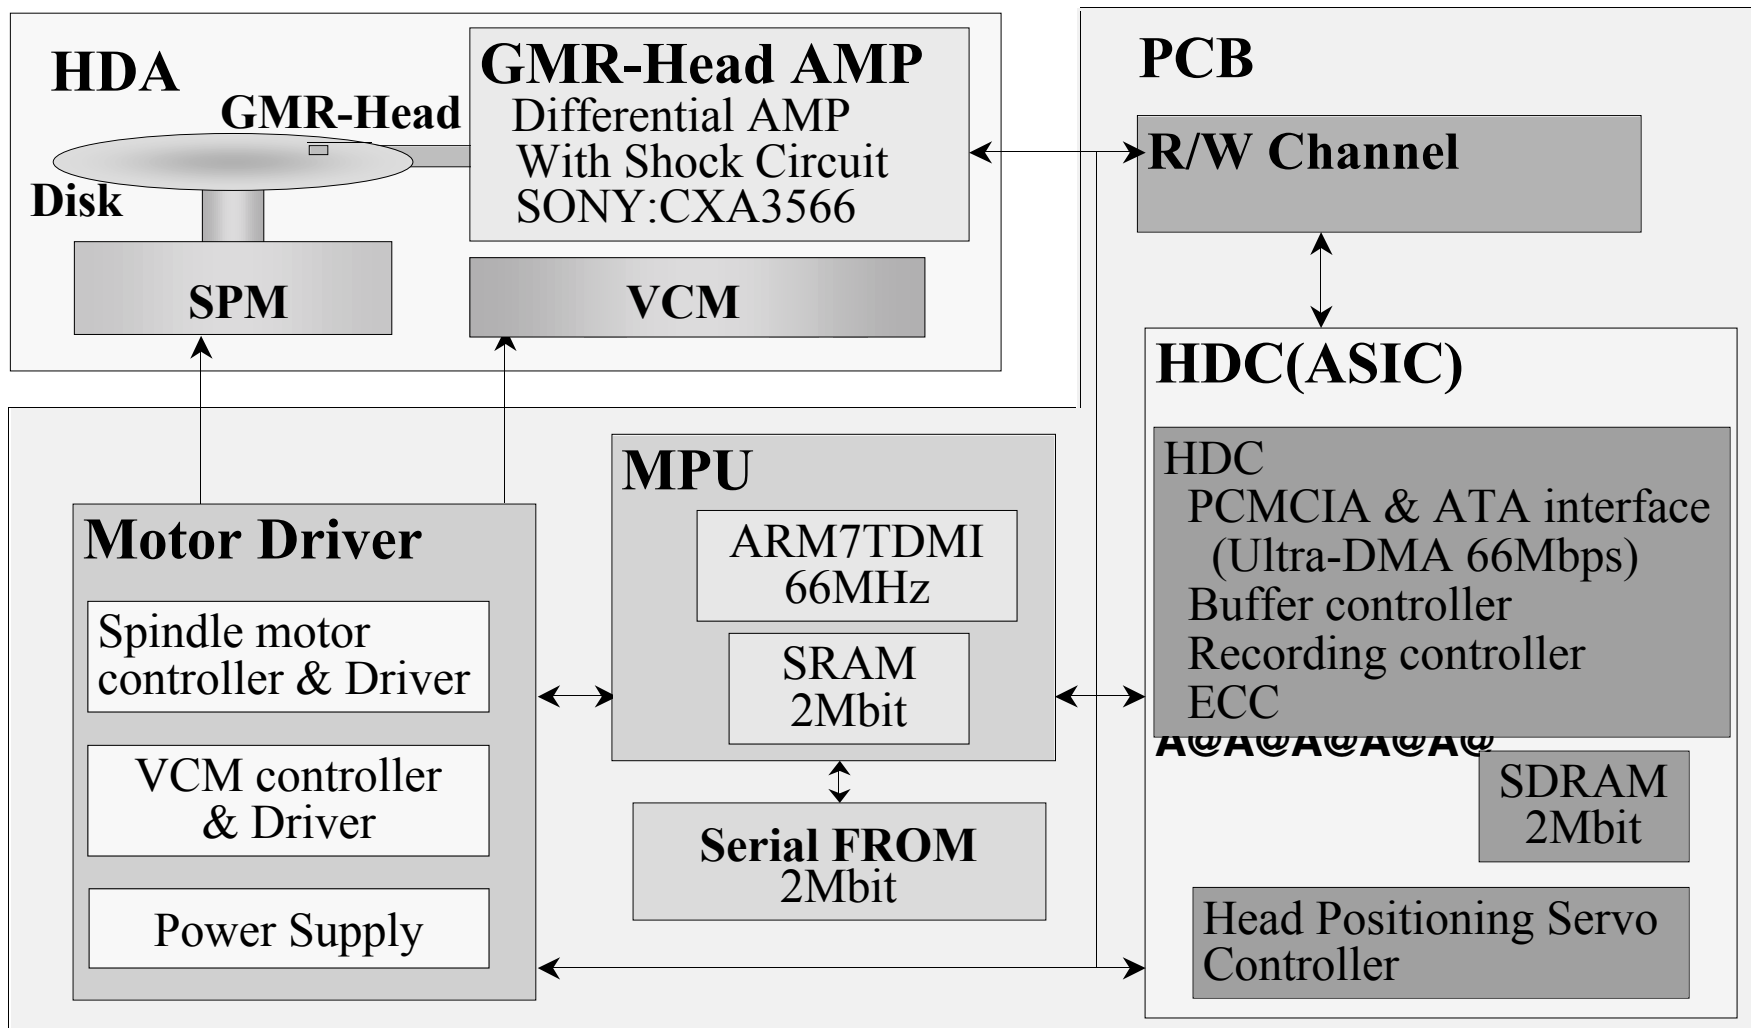 HDA
GMR-Head
Disk
SPM
GMR-Head AMP
Differential AMP
With Shock Circuit
SONY:CXA3566
VCM
PCB
R/W Channel
HDC(ASIC)
HDC
PCMCIA & ATA interface
(Ultra-DMA 66Mbps)
Buffer controller
Recording controller
ECC
A@A@A@A@A@
SDRAM
2Mbit
Head Positioning Servo
Controller
MPU
ARM7TDMI
66MHz
SRAM
2Mbit
Serial FROM
2Mbit
Motor Driver
Spindle motor
controller & Driver
VCM controller
& Driver
Power Supply